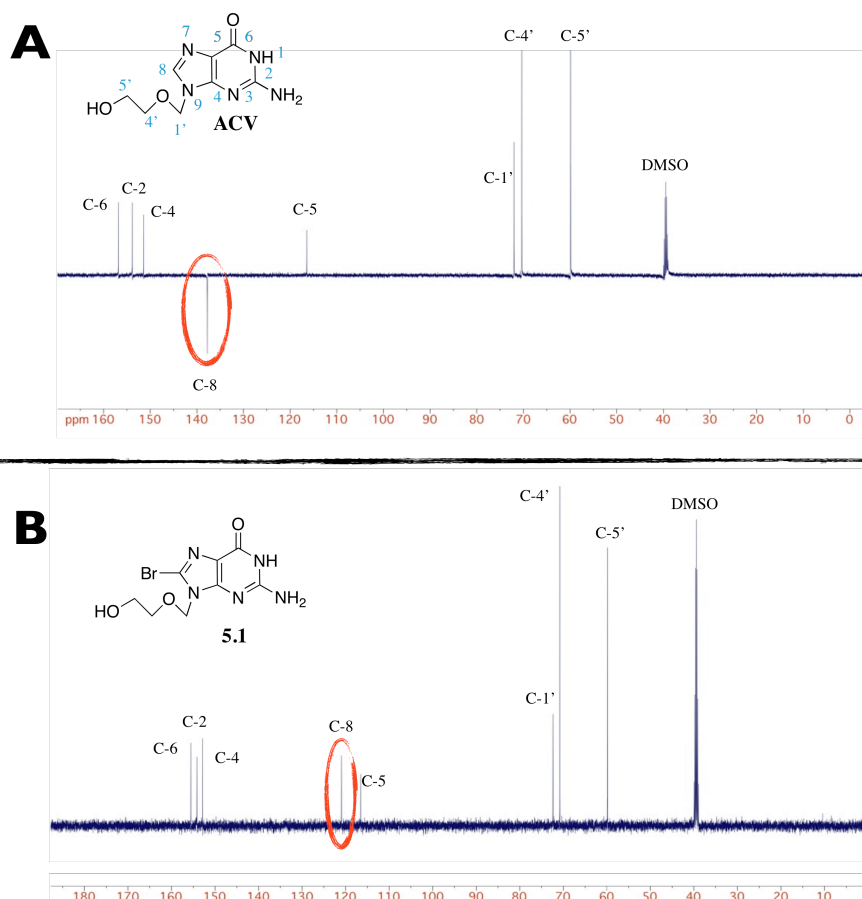 A
O
7
5
6
N
NH
1
8
2
N
9
4
N
3
NH2
5'
O
HO
4'
1'
ACV
C-4'
C-5'
C-1'
DMSO
C-6
C-2
C-4
C-5
C-8
ppm 160 150 140 130 120 110 100 90 80 70 60 50 40 30 20 10 0
B
O
N
NH
Br
N
N
NH2
O
HO
5.1
C-4'
DMSO
C-5'
C-1'
C-8
C-2
C-6
C-4
C-5
180 170 160 150 140 130 120 110 100 90 80 70 60 50 40 30 20 10